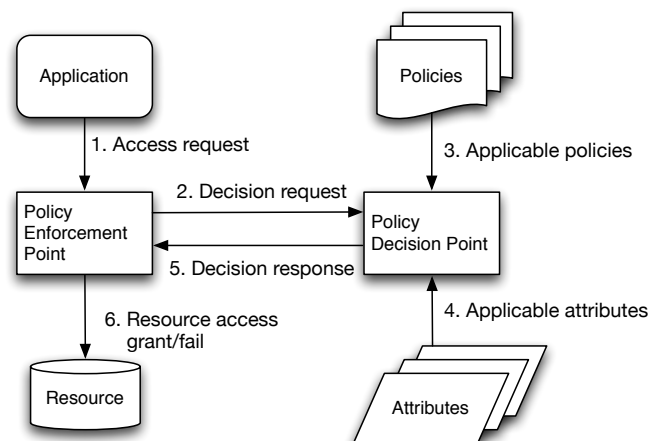 Application
Policies
1. Access request
3. Applicable policies
2. Decision request
Policy
Enforcement
Point
Policy
Decision Point
5. Decision response
4. Applicable attributes
6. Resource access
grant/fail
Resource
Attributes